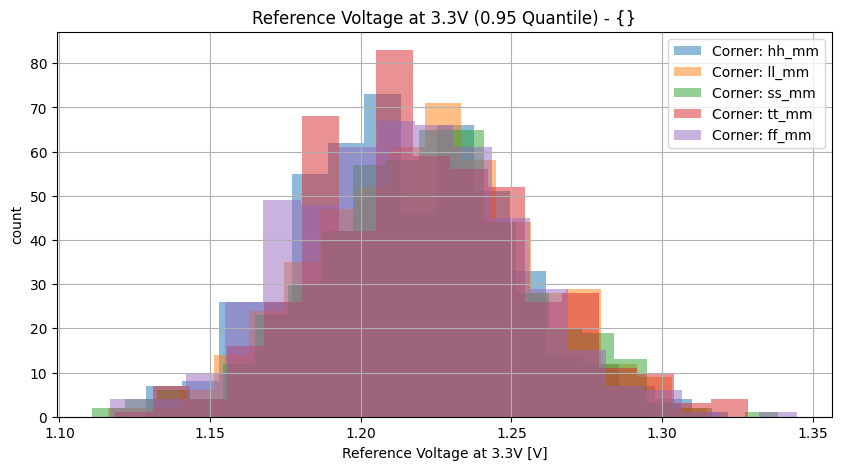 Reference Voltage at 3.3V (0.95 Quantile) - {}
Corner: hh_mm
Corner: ll_mm
Corner: ss_mm
Corner: tt_mm
Corner: ff_mm
count
80
70
60
50
40
30
20
10
0
1.10 1.15 1.20 1.25 1.30 1.35
Reference Voltage at 3.3V [V]